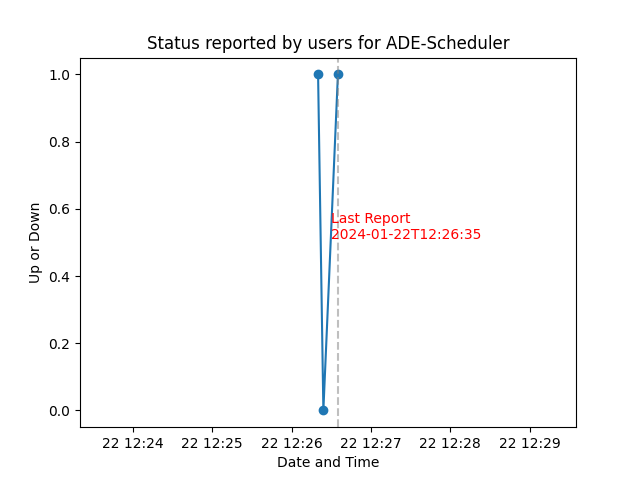 Status reported by users for ADE-Scheduler
Up or Down
1.0
0.8
0.6
0.4
0.2
0.0
Last Report
2024-01-22T12:26:35
22 12:24
22 12:25
22 12:26
22 12:27
22 12:28
22 12:29
Date and Time